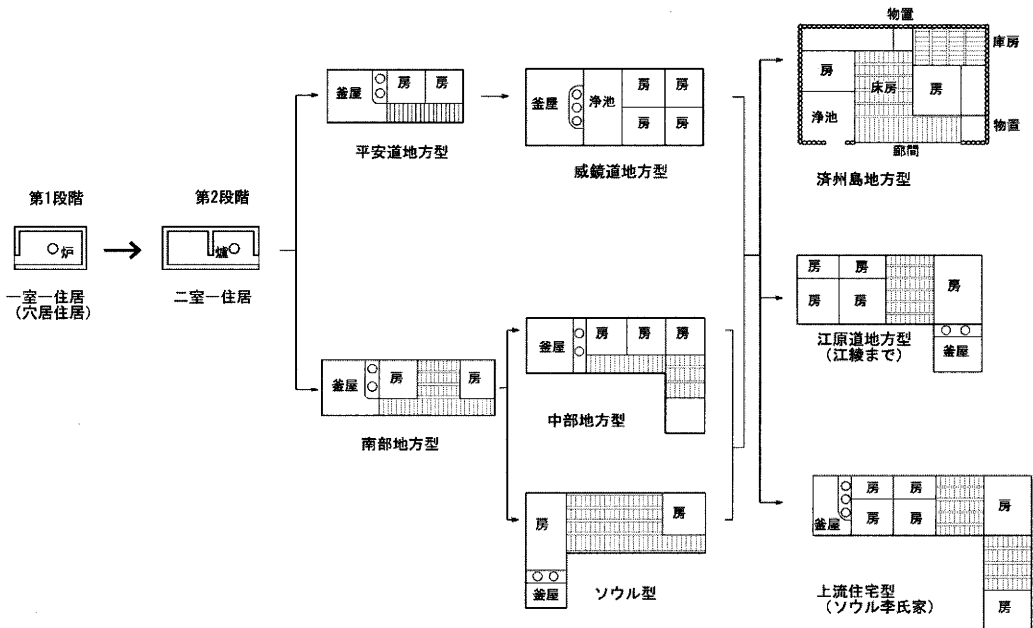 第1段階
炉
一室一住居
(穴居住居)
第2段階
爐
二室一住居
釜屋
房
房
平安道地方型
釜屋
浄池
房
房
房
房
咸鏡道地方型
物置
庫房
房
床房
房
浄池
物置
廊間
済州島地方型
釜屋
房
房
南部地方型
釜屋
房
房
房
中部地方型
房
房
釜屋
ソウル型
房
房
房
房
房
釜屋
江原道地方型
(江綾まで)
釜屋
房
房
房
房
房
房
上流住宅型
(ソウル李氏家)